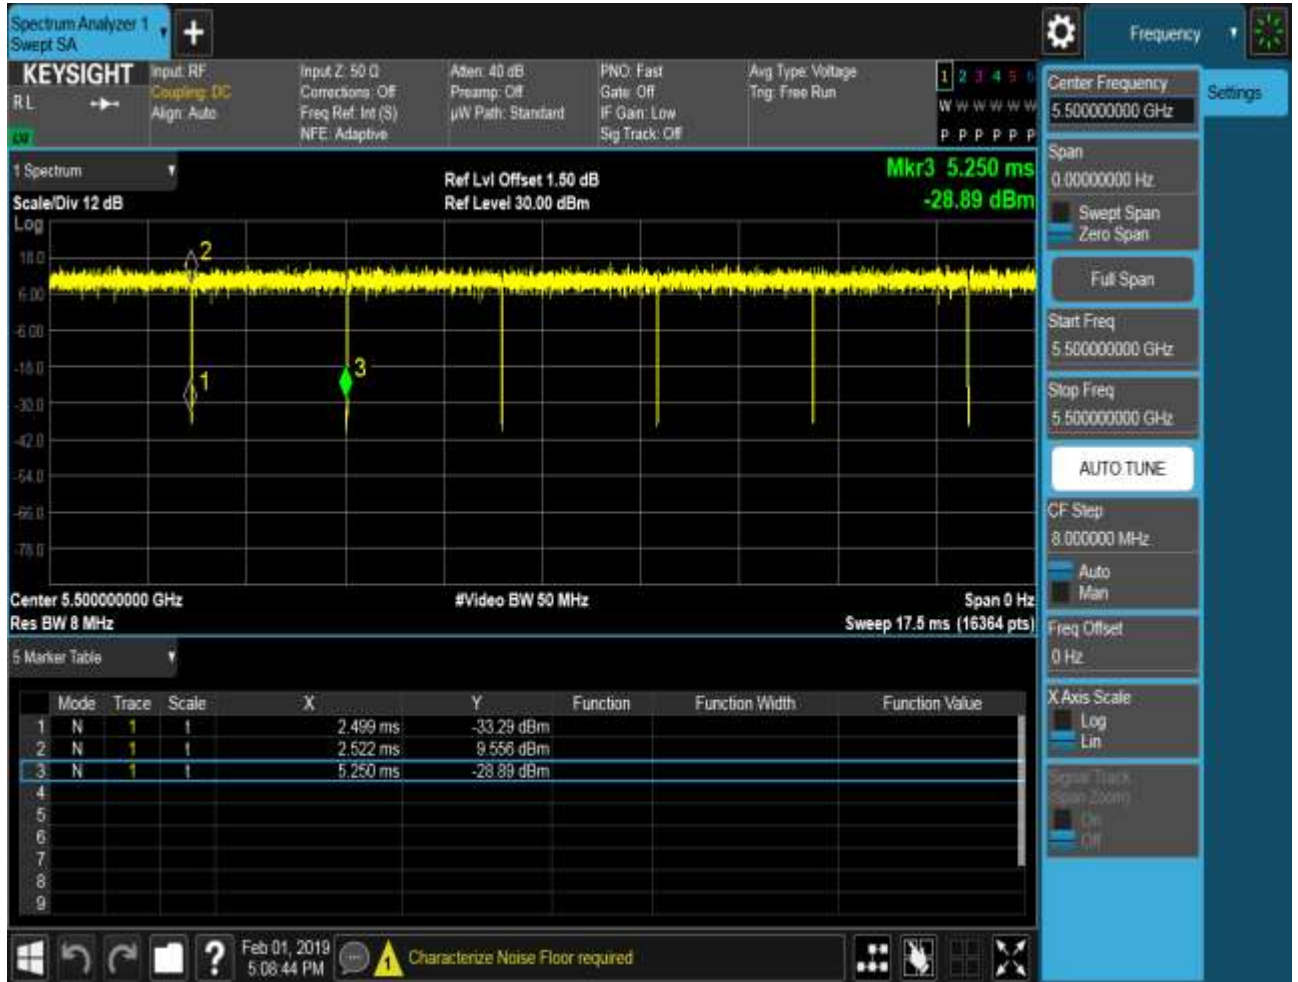 Spectrum Analyzer 1
Swept SA
+
Frequency
KEYSIGHT
RL
Input: RF
Coupling: DC
Align: Auto
Input Z: 50 Ω
Corrections: Off
Freq Ref: Int (S)
NFE: Adaptive
Atten: 40 dB
Preamp: Off
µW Path: Standard
PNO: Fast
Gate: Off
IF Gain: Low
Sig Track: Off
Avg Type: Voltage
Trig: Free Run
1 2 3 4 5 6
W W W W W W
P P P P P P
Settings
Center Frequency
5.500000000 GHz
Span
0.00000000 Hz
Swept Span
Zero Span
Full Span
Start Freq
5.500000000 GHz
Stop Freq
5.500000000 GHz
AUTO TUNE
CF Step
8.000000 MHz
Auto
Man
Freq Offset
0 Hz
X Axis Scale
Log
Lin
Signal Track
(Span Zoom)
On
Off
1 Spectrum
Scale/Div 12 dB
Ref Lvl Offset 1.50 dB
Ref Level 30.00 dBm
Mkr3 5.250 ms
-28.89 dBm
Log
18.0
6.00
-6.00
-18.0
-30.0
-42.0
-54.0
-66.0
-78.0
2
1
3
Center 5.500000000 GHz
#Video BW 50 MHz
Span 0 Hz
Res BW 8 MHz
Sweep 17.5 ms (16364 pts)
5 Marker Table
Mode Trace Scale X Y Function Function Width Function Value
1 N 1 t 2.499 ms -33.29 dBm
2 N 1 t 2.522 ms 9.556 dBm
3 N 1 t 5.250 ms -28.89 dBm
4
5
6
7
8
9
?
Feb 01, 2019
5:08:44 PM
1
Characterize Noise Floor required